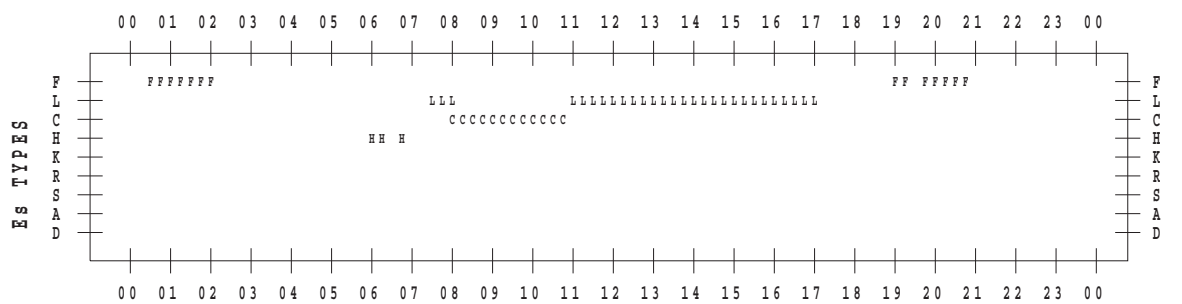 00 01 02 03 04 05 06 07 08 09 10 11 12 13 14 15 16 17 18 19 20 21 22 23 00
F FFFFFFF FF FFFFF F
L LLL LLLLLLLLLLLLLLLLLLLLLLLLL L
C CCCCCCCCCCCC C
H HH H H
K K
R R
S S
A A
D D
Es TYPES
00 01 02 03 04 05 06 07 08 09 10 11 12 13 14 15 16 17 18 19 20 21 22 23 00